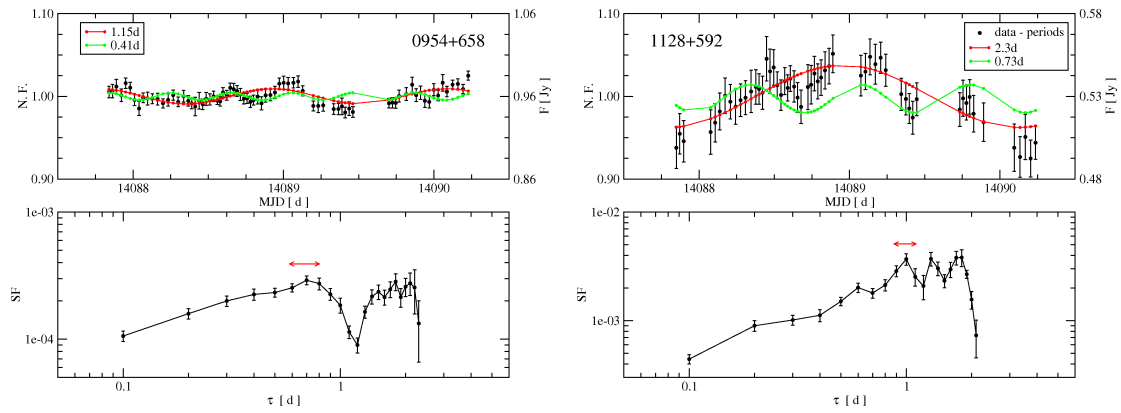 1.10 1.06
1.15d
0.41d
0954+658
1.00 0.96
N. F.
F [ Jy ]
0.90 0.86
14088 14089 14090
MJD [ d ]
1e-03
SF
1e-04
0.1 1
τ [ d ]
1.10 0.58
1128+592
data - periods
2.3d
0.73d
1.00 0.53
N. F.
F [ Jy ]
0.90 0.48
14088 14089 14090
MJD [ d ]
1e-02
SF
1e-03
0.1 1
τ [ d ]